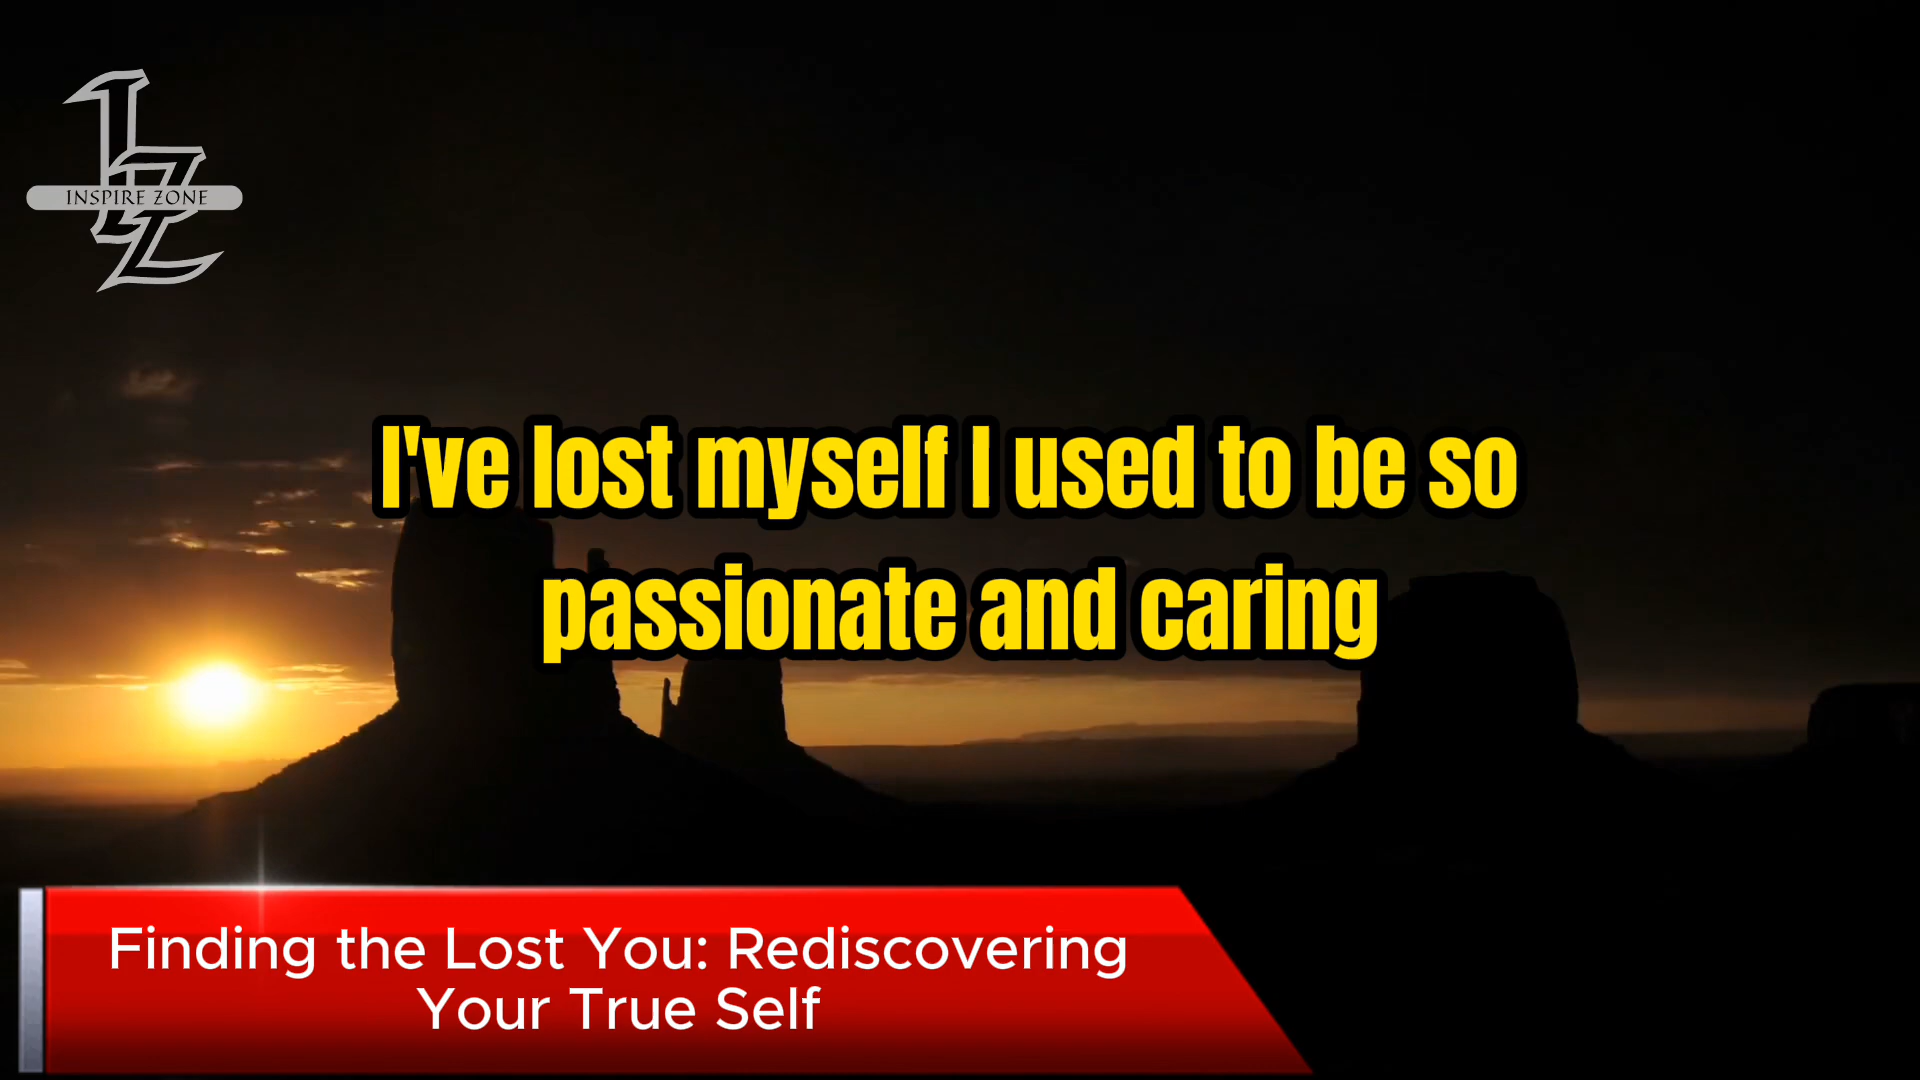 INSPIRE ZONE
I've lost myself I used to be so
passionate and caring
Finding the Lost You: Rediscovering
Your True Self